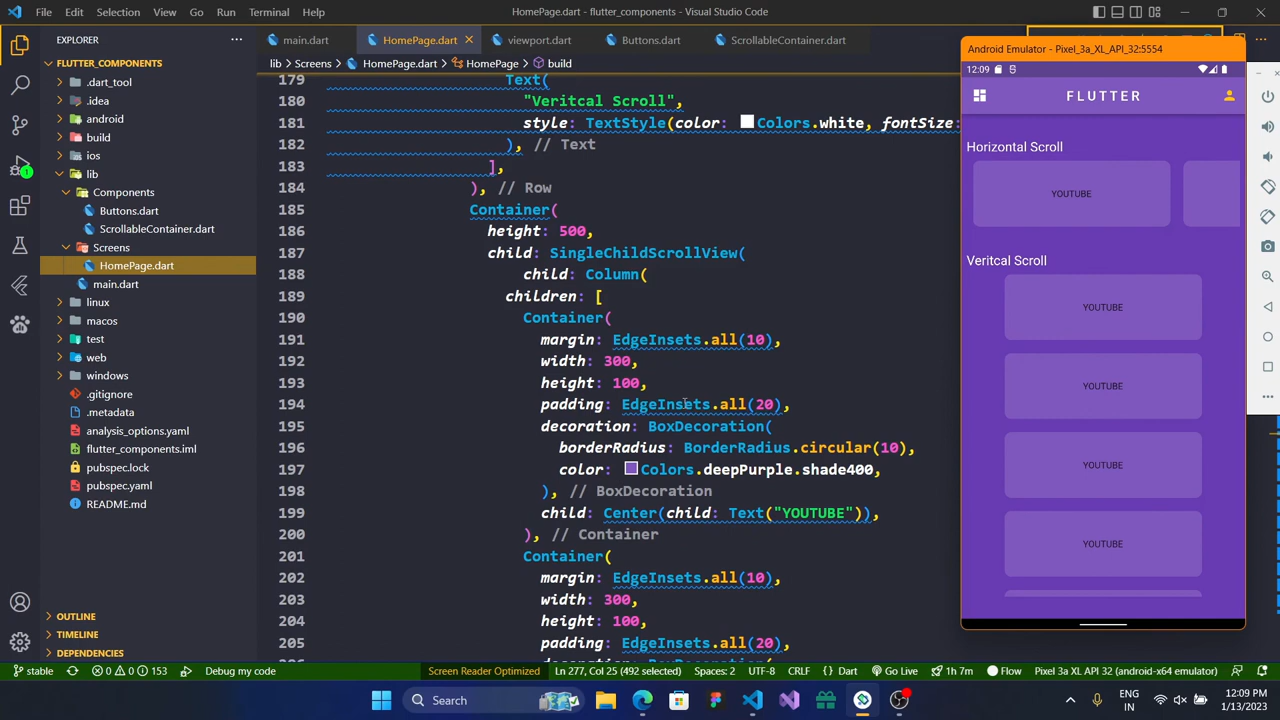 File Edit Selection View Go Run Terminal Help HomePage.dart - flutter_components - Visual Studio Code
EXPLORER
main.dart HomePage.dart viewport.dart Buttons.dart ScrollableContainer.dart
lib > Screens > HomePage.dart > HomePage > build
FLUTTER_COMPONENTS
.dart_tool
.idea
android
build
ios
lib
Components
Buttons.dart
ScrollableContainer.dart
Screens
HomePage.dart
main.dart
linux
macos
test
web
windows
.gitignore
.metadata
analysis_options.yaml
flutter_components.iml
pubspec.lock
pubspec.yaml
README.md
OUTLINE
TIMELINE
DEPENDENCIES
179 Text(
180 "Veritcal Scroll",
181 style: TextStyle(color: Colors.white, fontSize:
182 ), // Text
183 ],
184 ), // Row
185 Container(
186 height: 500,
187 child: SingleChildScrollView(
188 child: Column(
189 children: [
190 Container(
191 margin: EdgeInsets.all(10),
192 width: 300,
193 height: 100,
194 padding: EdgeInsets.all(20),
195 decoration: BoxDecoration(
196 borderRadius: BorderRadius.circular(10),
197 color: Colors.deepPurple.shade400,
198 ), // BoxDecoration
199 child: Center(child: Text("YOUTUBE")),
200 ), // Container
201 Container(
202 margin: EdgeInsets.all(10),
203 width: 300,
204 height: 100,
205 padding: EdgeInsets.all(20),
Android Emulator - Pixel_3a_XL_API_32:5554
12:09
FLUTTER
Horizontal Scroll
YOUTUBE
Veritcal Scroll
YOUTUBE
YOUTUBE
YOUTUBE
YOUTUBE
stable 0 0 153 Debug my code Screen Reader Optimized Ln 277, Col 25 (492 selected) Spaces: 2 UTF-8 CRLF { } Dart Go Live 1h 7m Flow Pixel 3a XL API 32 (android-x64 emulator)
1
Search
ENG
IN
12:09 PM
1/13/2023